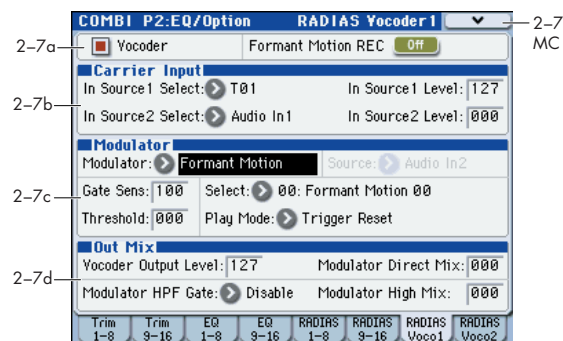 COMBI P2:EQ/Option RADIAS Vocoder1
2–7
MC
2–7a
Vocoder
Formant Motion REC Off
Carrier Input
2–7b
In Source1 Select: T01 In Source1 Level: 127
In Source2 Select: Audio In1 In Source2 Level: 000
Modulator
Modulator: Formant Motion Source: Audio In2
2–7c
Gate Sens: 100 Select: 00: Formant Motion 00
Threshold: 000 Play Mode: Trigger Reset
Out Mix
2–7d
Vocoder Output Level: 127 Modulator Direct Mix: 000
Modulator HPF Gate: Disable Modulator High Mix: 000
Trim 1–8 Trim 9–16 EQ 1–8 EQ 9–16 RADIAS 1–8 RADIAS 9–16 RADIAS Voco1 RADIAS Voco2